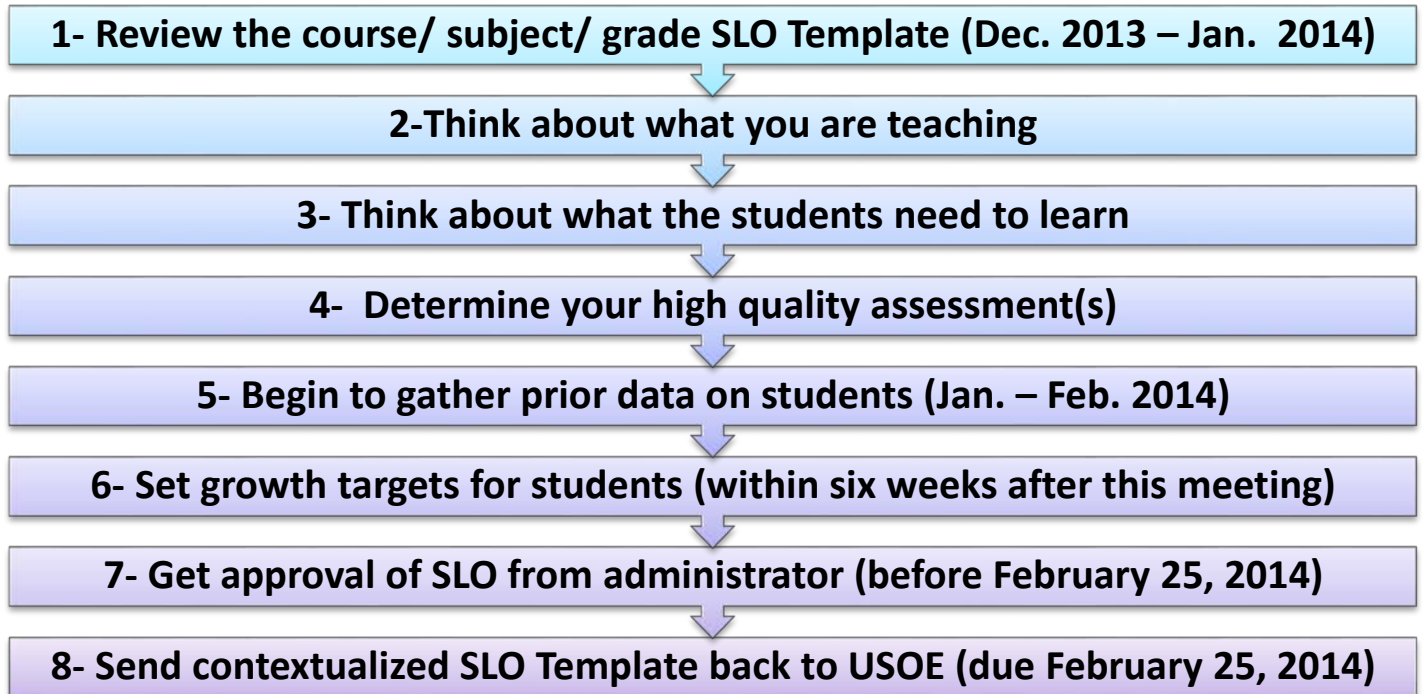 1- Review the course/ subject/ grade SLO Template (Dec. 2013 – Jan. 2014)
2-Think about what you are teaching
3- Think about what the students need to learn
4- Determine your high quality assessment(s)
5- Begin to gather prior data on students (Jan. – Feb. 2014)
6- Set growth targets for students (within six weeks after this meeting)
7- Get approval of SLO from administrator (before February 25, 2014)
8- Send contextualized SLO Template back to USOE (due February 25, 2014)